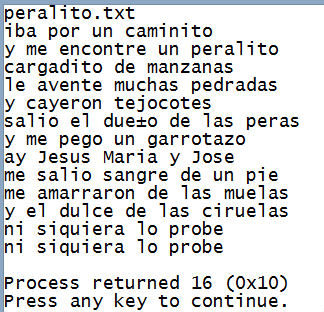 peralito.txt
iba por un caminito
y me encontre un peralito
cargadito de manzanas
le avente muchas pedradas
y cayeron tejocotes
salio el due±o de las peras
y me pego un garrotazo
ay Jesus Maria y Jose
me salio sangre de un pie
me amarraron de las muelas
y el dulce de las ciruelas
ni siquiera lo probe
ni siquiera lo probe
Process returned 16 (0x10)
Press any key to continue.